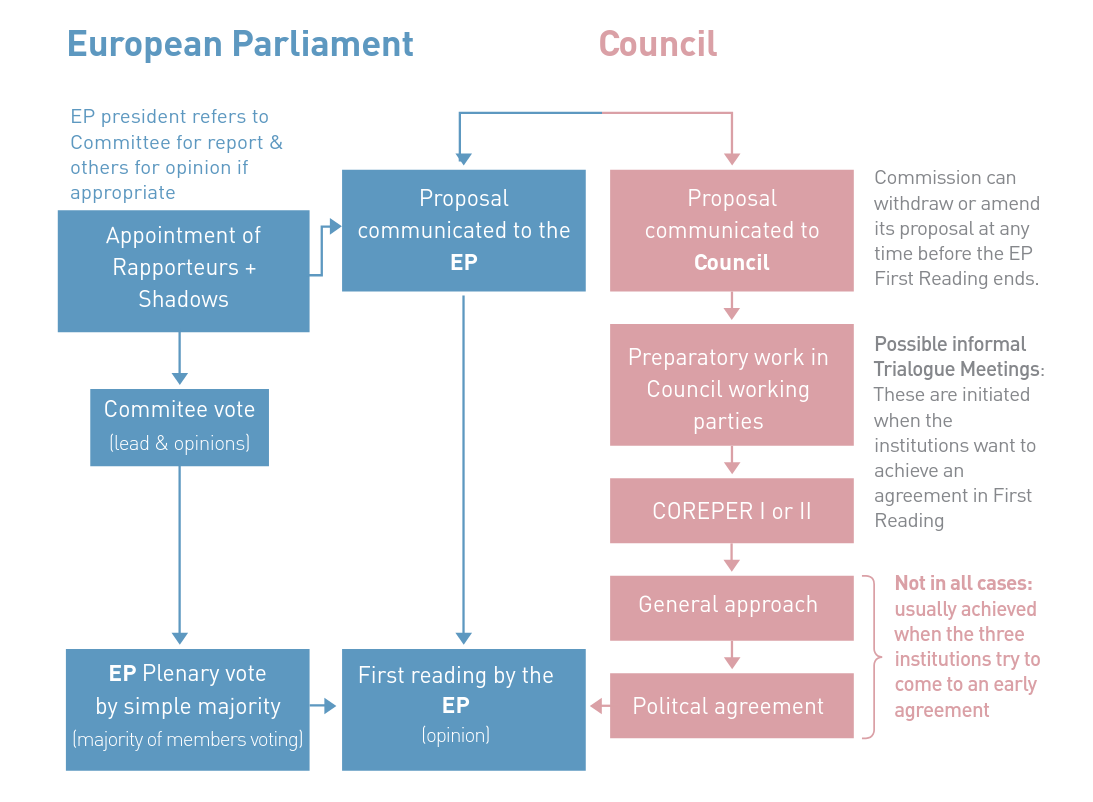 European Parliament
Council
EP president refers to
Committee for report &
others for opinion if
appropriate
Appointment of
Rapporteurs +
Shadows
Commitee vote
(lead & opinions)
EP Plenary vote
by simple majority
(majority of members voting)
Proposal
communicated to the
EP
First reading by the
EP
(opinion)
Proposal
communicated to
Council
Preparatory work in
Council working
parties
COREPER I or II
General approach
Politcal agreement
Commission can
withdraw or amend
its proposal at any
time before the EP
First Reading ends.
Possible informal
Trialogue Meetings:
These are initiated
when the
institutions want to
achieve an
agreement in First
Reading
Not in all cases:
usually achieved
when the three
institutions try to
come to an early
agreement